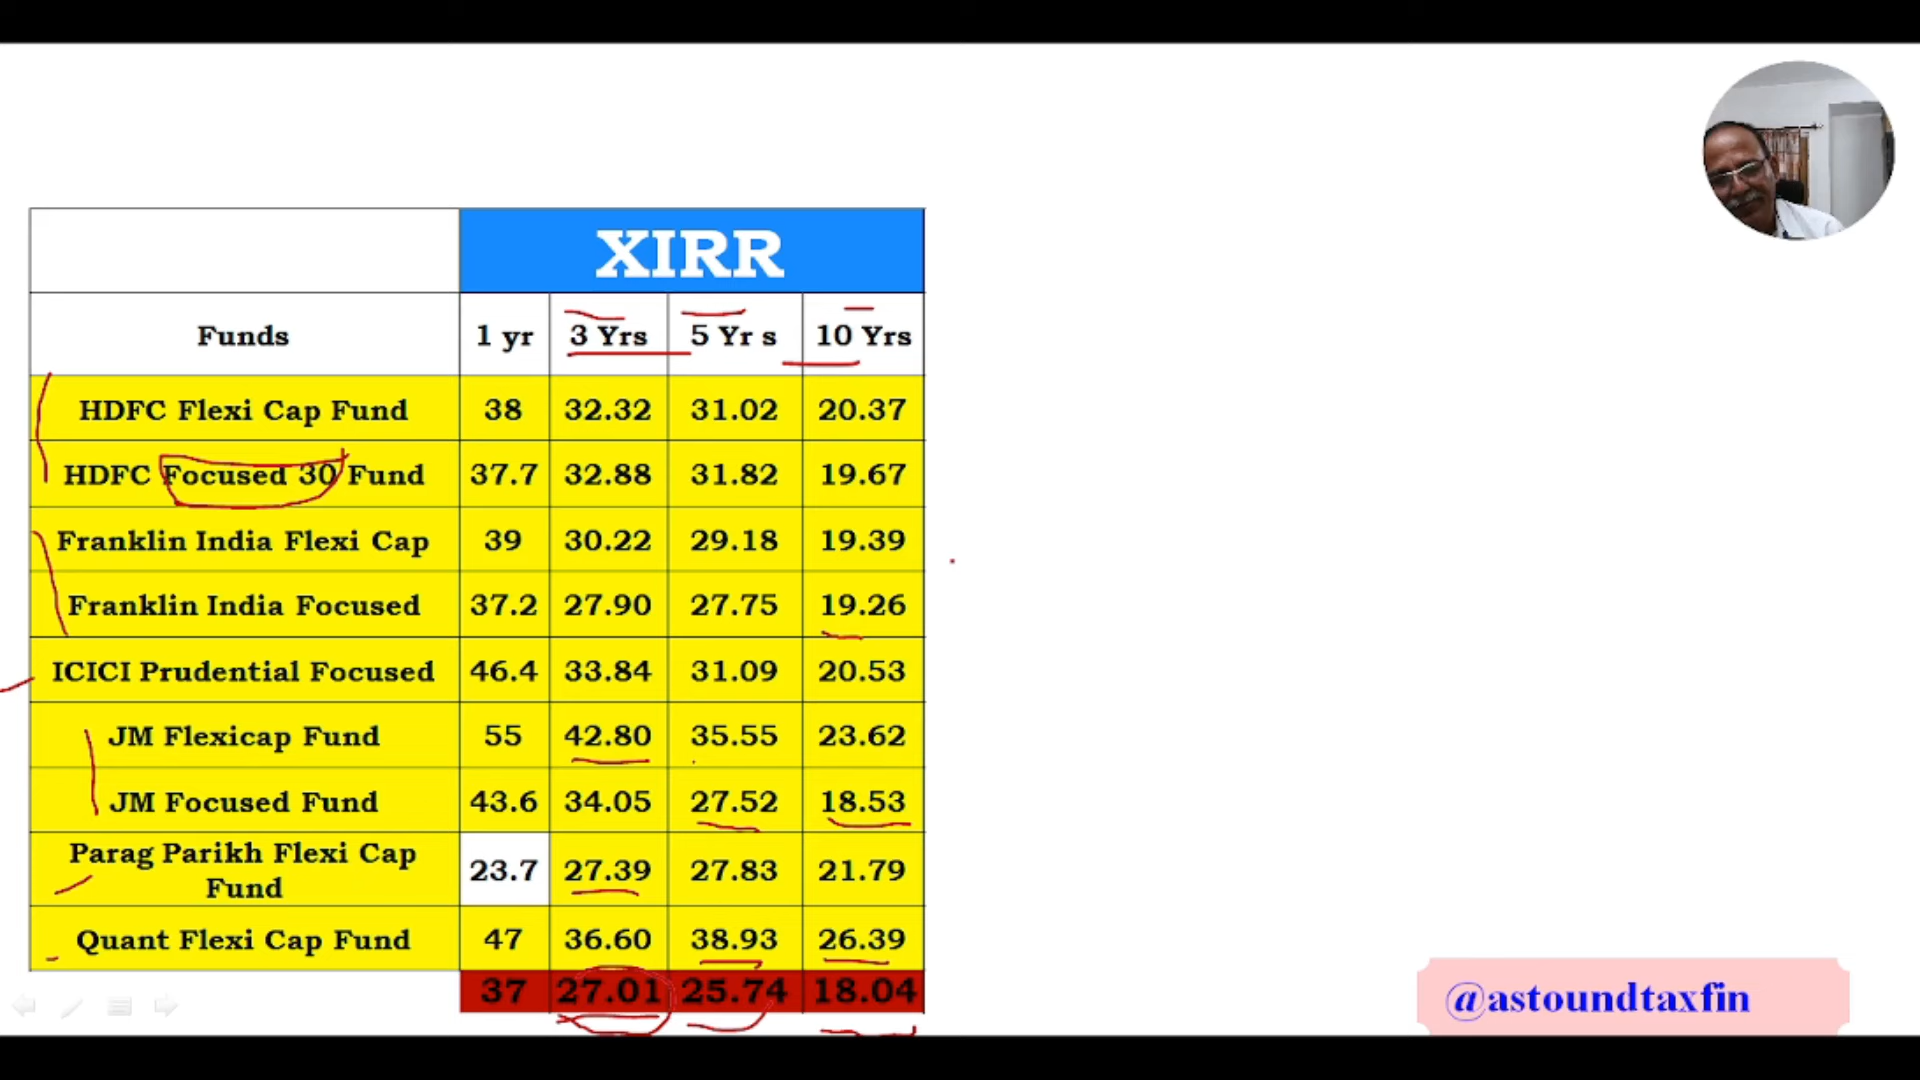 XIRR
Funds 1 yr 3 Yrs 5 Yr s 10 Yrs
HDFC Flexi Cap Fund 38 32.32 31.02 20.37
HDFC Focused 30 Fund 37.7 32.88 31.82 19.67
Franklin India Flexi Cap 39 30.22 29.18 19.39
Franklin India Focused 37.2 27.90 27.75 19.26
ICICI Prudential Focused 46.4 33.84 31.09 20.53
JM Flexicap Fund 55 42.80 35.55 23.62
JM Focused Fund 43.6 34.05 27.52 18.53
Parag Parikh Flexi Cap
Fund 23.7 27.39 27.83 21.79
Quant Flexi Cap Fund 47 36.60 38.93 26.39
37 27.01 25.74 18.04
@astoundtaxfin